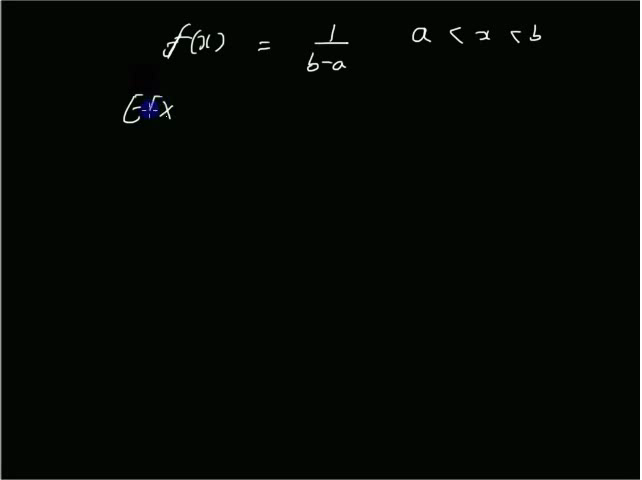 f(x) = 1/(b-a) a < x < b
E[x